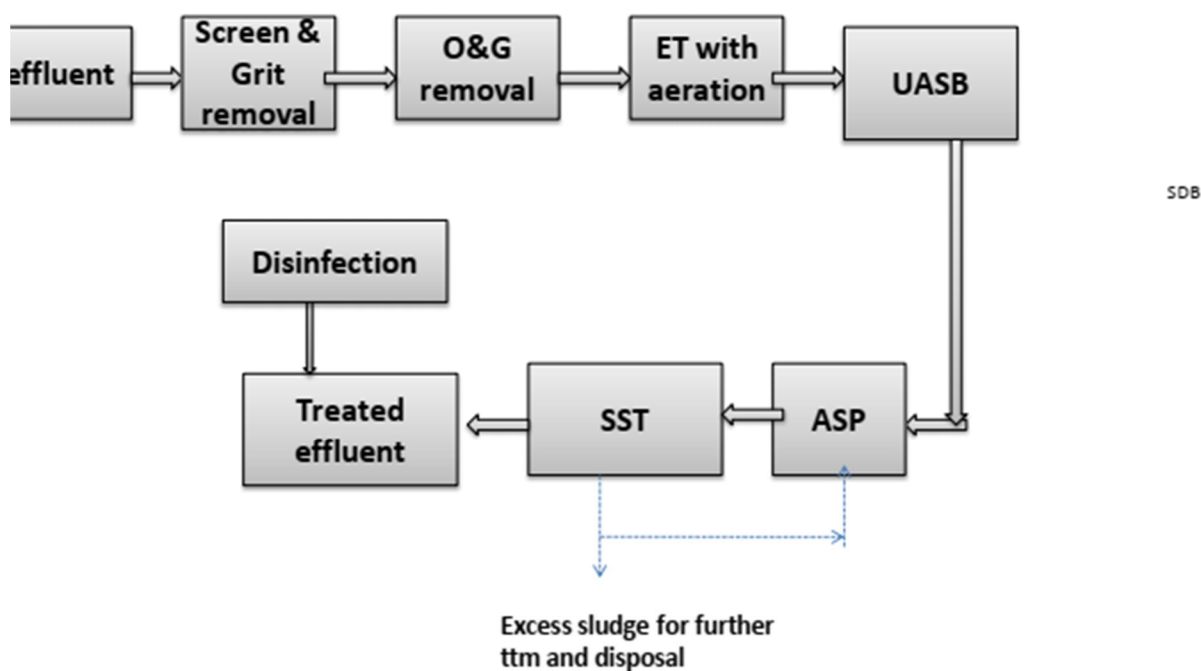 effluent
Screen &
Grit
removal
O&G
removal
ET with
aeration
UASB
SDB
Disinfection
Treated
effluent
SST
ASP
Excess sludge for further
ttm and disposal